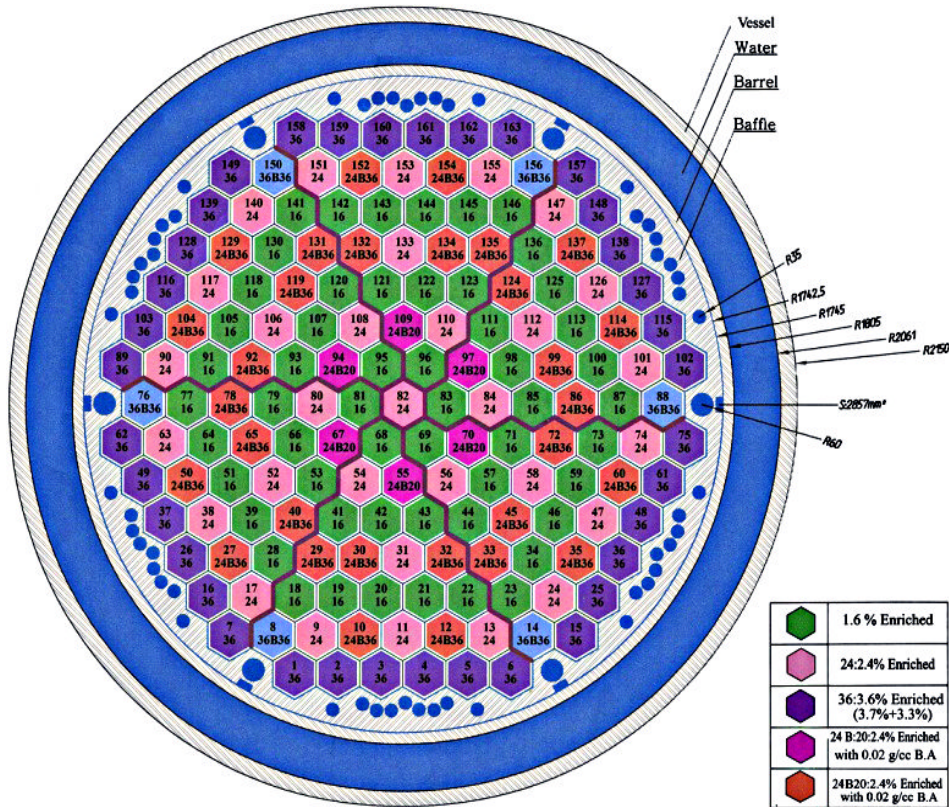 Vessel
Water
Barrel
Baffle
158 159 160 161 162 163
36 36 36 36 36 36
149 150 151 152 153 154 155 156 157
36 36B36 24 24B36 24 24B36 24 36B36 36
139 140 141 142 143 144 145 146 147 148
36 24 16 16 16 16 16 16 24 36
128 129 130 131 132 133 134 135 136 137 138
36 24B36 16 24B36 24B36 24 24B36 24B36 16 24B36 36
116 117 118 119 120 121 122 123 124 125 126 127
36 24 16 24B36 16 16 16 16 24B36 16 24 36
103 104 105 106 107 108 109 110 111 112 113 114 115
36 24B36 16 24 16 24 24B20 24 16 24 16 24B36 36
89 90 91 92 93 94 95 96 97 98 99 100 101 102
36 24 16 24B36 16 24B20 16 16 24B20 16 24B36 16 24 36
76 77 78 79 80 81 82 83 84 85 86 87 88
36B36 16 24B36 16 24 16 24 16 24 16 24B36 16 36B36
62 63 64 65 66 67 68 69 70 71 72 73 74 75
36 24 16 24B36 16 24B20 16 16 24B20 16 24B36 16 24 36
49 50 51 52 53 54 55 56 57 58 59 60 61
36 24B36 16 24 16 24 24B20 24 16 24 16 24B36 36
37 38 39 40 41 42 43 44 45 46 47 48
36 24 16 24B36 16 16 16 16 24B36 16 24 36
26 27 28 29 30 31 32 33 34 35 36
36 24B36 16 24B36 24B36 24 24B36 24B36 16 24B36 36
16 17 18 19 20 21 22 23 24 25
36 24 16 16 16 16 16 16 24 36
7 8 9 10 11 12 13 14 15
36 36B36 24 24B36 24 24B36 24 36B36 36
1 2 3 4 5 6
36 36 36 36 36 36
R35
R1742,5
R1745
R1805
R2061
R2150
S:2857mm²
R60
1.6 % Enriched
24:2.4% Enriched
36:3.6% Enriched
(3.7%+3.3%)
24 B:20:2.4% Enriched
with 0.02 g/cc B.A
24B20:2.4% Enriched
with 0.02 g/cc B.A